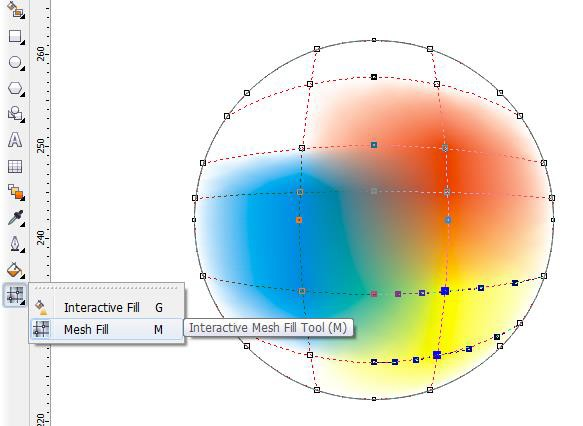 260
250
240
220
Interactive Fill G
Mesh Fill M
Interactive Mesh Fill Tool (M)